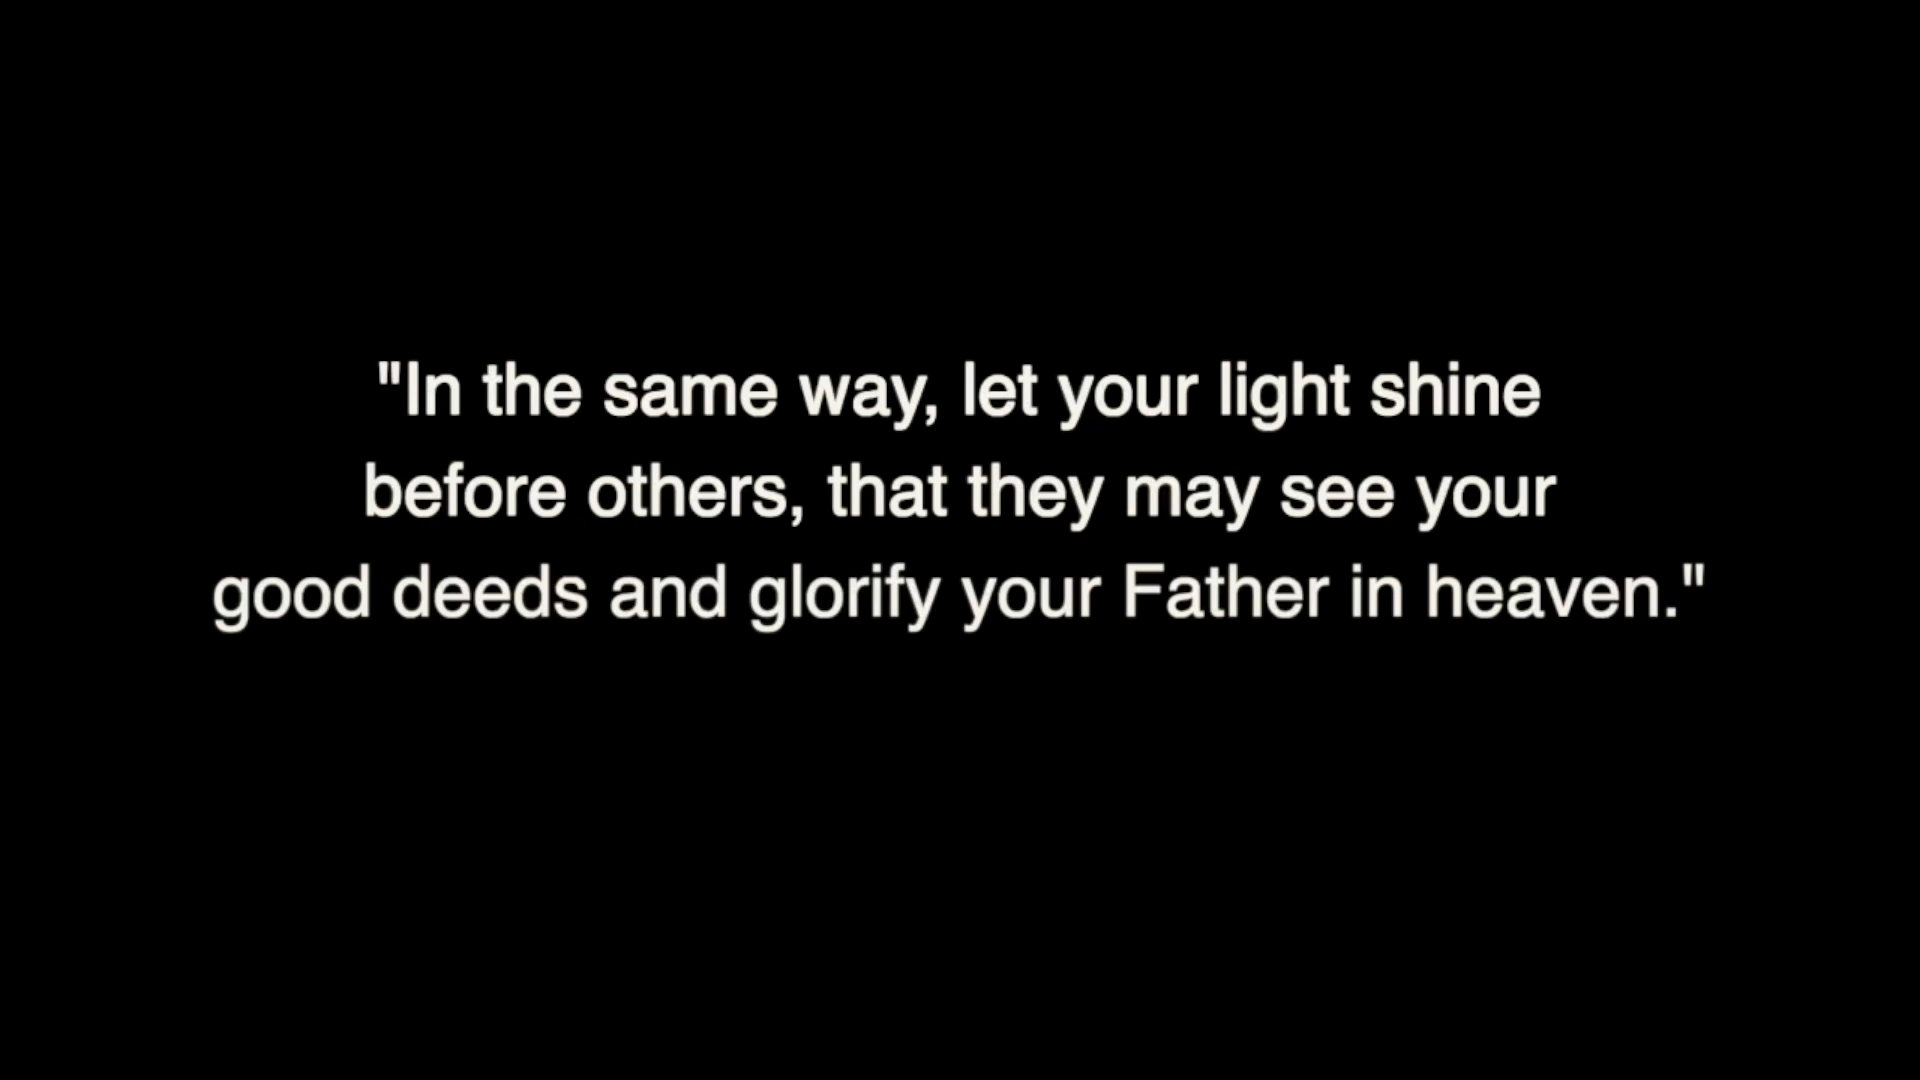 "In the same way, let your light shine
before others, that they may see your
good deeds and glorify your Father in heaven."